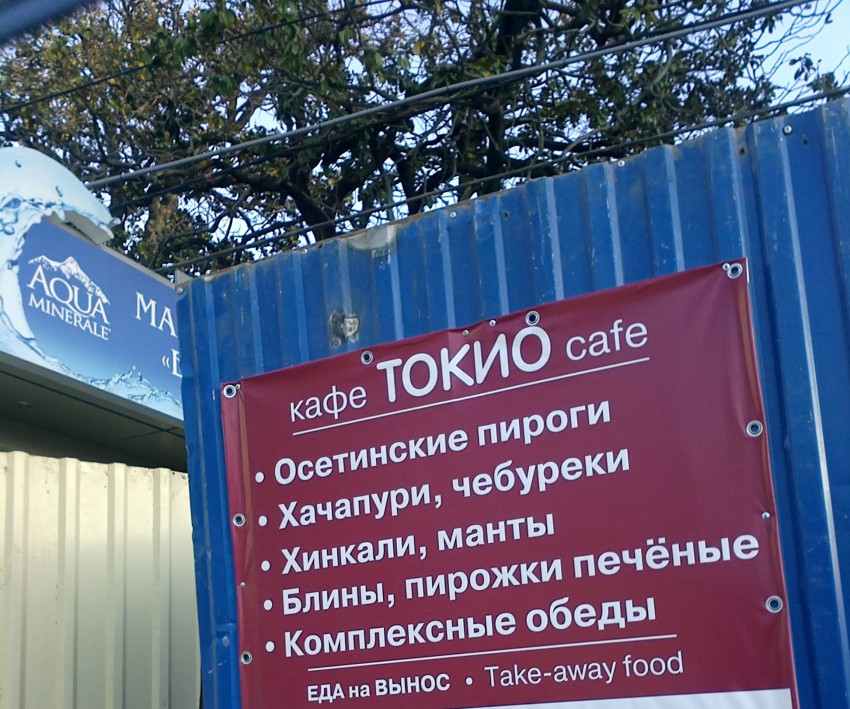 AQUA
MINERALE
МА
кафе ТОКИО cafe
• Осетинские пироги
• Хачапури, чебуреки
• Хинкали, манты
• Блины, пирожки печёные
• Комплексные обеды
ЕДА на ВЫНОС • Take-away food